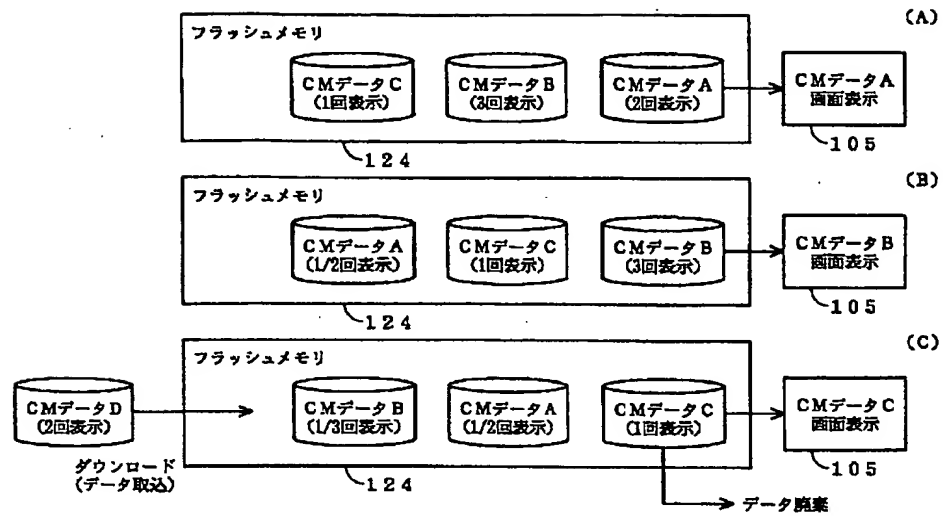 (A)
フラッシュメモリ
CMデータC
(1回表示)
CMデータB
(3回表示)
CMデータA
(2回表示)
CMデータA
画面表示
124
105
(B)
フラッシュメモリ
CMデータA
(1/2回表示)
CMデータC
(1回表示)
CMデータB
(3回表示)
CMデータB
画面表示
124
105
(C)
フラッシュメモリ
CMデータD
(2回表示)
CMデータB
(1/3回表示)
CMデータA
(1/2回表示)
CMデータC
(1回表示)
CMデータC
画面表示
ダウンロード
(データ取込)
124
105
データ廃棄